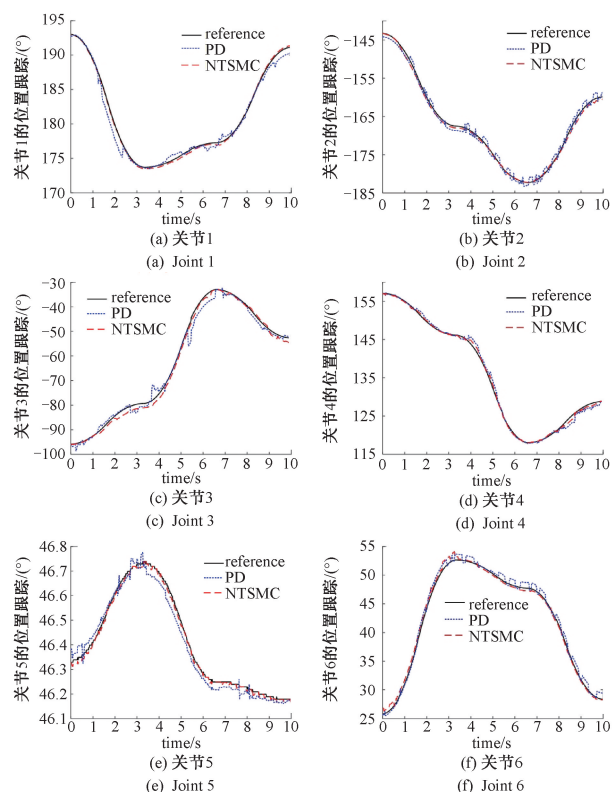 195
190
185
180
175
170
关节1的位置跟踪/(°)
reference
PD
NTSMC
0 1 2 3 4 5 6 7 8 9 10
time/s
(a) 关节1
(a) Joint 1
−145
−155
−165
−175
−185
关节2的位置跟踪/(°)
reference
PD
NTSMC
0 1 2 3 4 5 6 7 8 9 10
time/s
(b) 关节2
(b) Joint 2
−30
−40
−50
−60
−70
−80
−90
−100
关节3的位置跟踪/(°)
reference
PD
NTSMC
0 1 2 3 4 5 6 7 8 9 10
time/s
(c) 关节3
(c) Joint 3
155
145
135
125
115
关节4的位置跟踪/(°)
reference
PD
NTSMC
0 1 2 3 4 5 6 7 8 9 10
time/s
(d) 关节4
(d) Joint 4
46.8
46.7
46.6
46.5
46.4
46.3
46.2
46.1
关节5的位置跟踪/(°)
reference
PD
NTSMC
0 1 2 3 4 5 6 7 8 9 10
time/s
(e) 关节5
(e) Joint 5
55
50
45
40
35
30
25
关节6的位置跟踪/(°)
reference
PD
NTSMC
0 1 2 3 4 5 6 7 8 9 10
time/s
(f) 关节6
(f) Joint 6